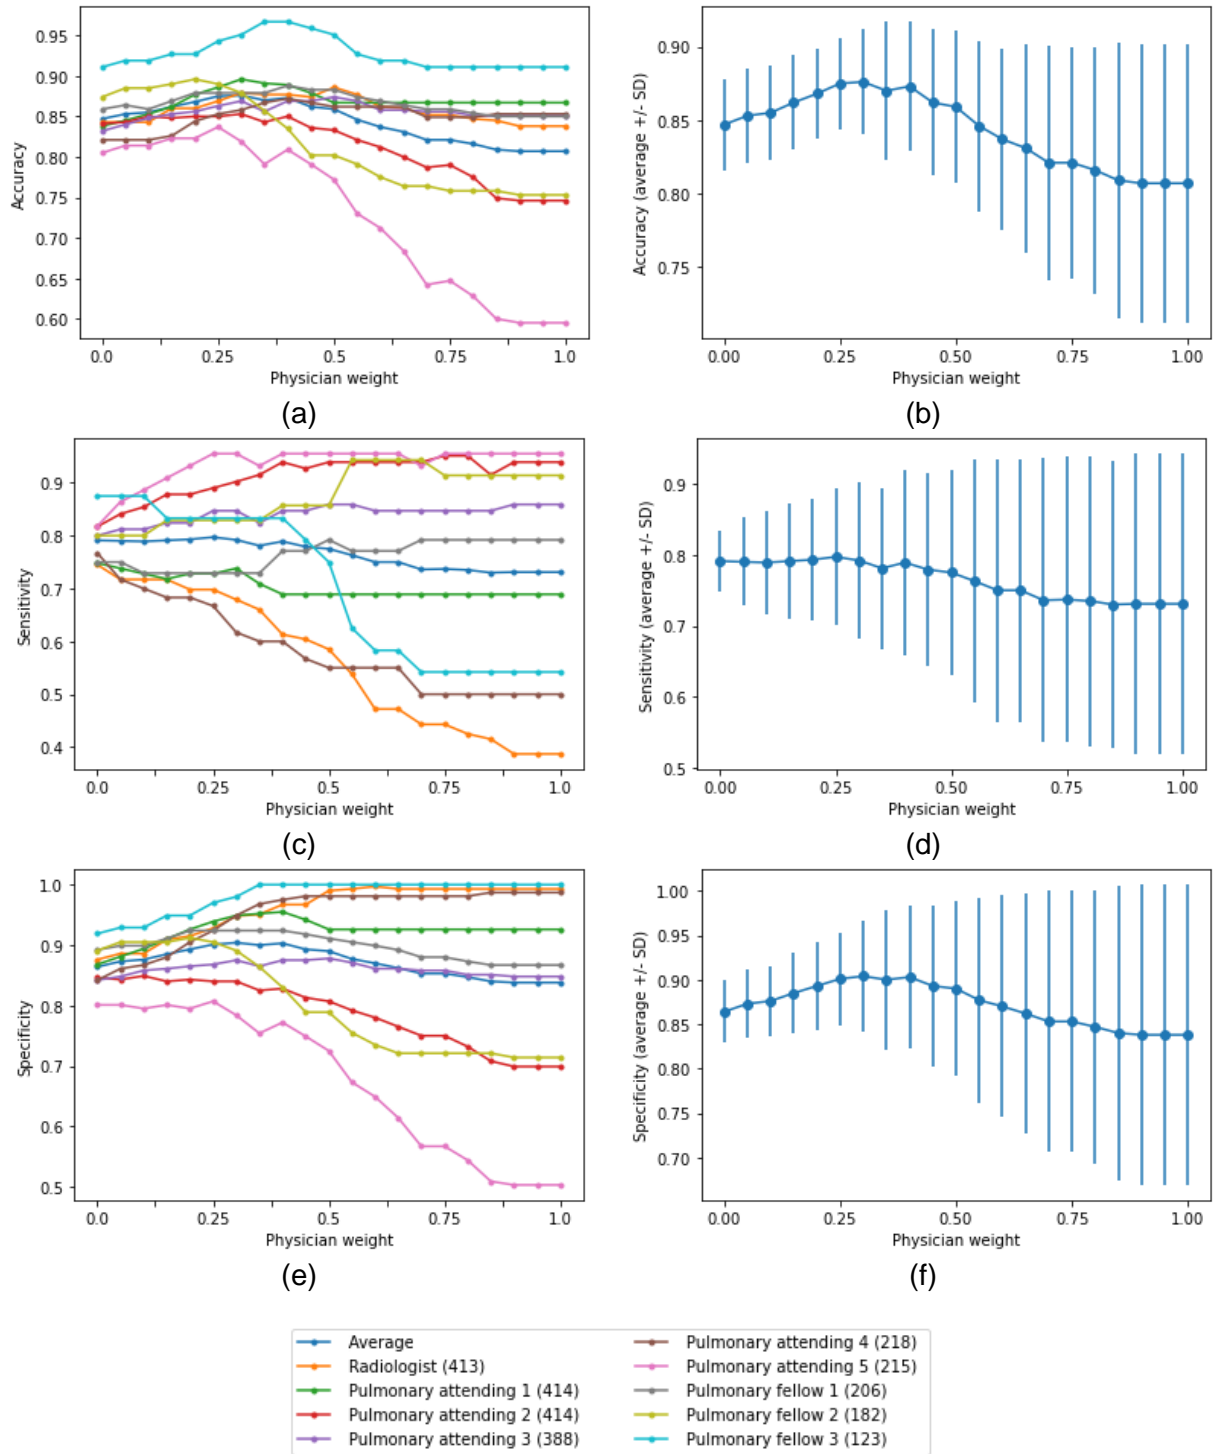 0.95
0.90
0.85
0.80
0.75
0.70
0.65
0.60
Accuracy
0.0 0.25 0.5 0.75 1.0
Physician weight
(a)
0.90
0.85
0.80
0.75
Accuracy (average +/- SD)
0.00 0.25 0.50 0.75 1.00
Physician weight
(b)
0.9
0.8
0.7
0.6
0.5
0.4
Sensitivity
0.0 0.25 0.5 0.75 1.0
Physician weight
(c)
0.9
0.8
0.7
0.6
0.5
Sensitivity (average +/- SD)
0.00 0.25 0.50 0.75 1.00
Physician weight
(d)
1.0
0.9
0.8
0.7
0.6
0.5
Specificity
0.0 0.25 0.5 0.75 1.0
Physician weight
(e)
1.00
0.95
0.90
0.85
0.80
0.75
0.70
Specificity (average +/- SD)
0.00 0.25 0.50 0.75 1.00
Physician weight
(f)
Average
Radiologist (413)
Pulmonary attending 1 (414)
Pulmonary attending 2 (414)
Pulmonary attending 3 (388)
Pulmonary attending 4 (218)
Pulmonary attending 5 (215)
Pulmonary fellow 1 (206)
Pulmonary fellow 2 (182)
Pulmonary fellow 3 (123)